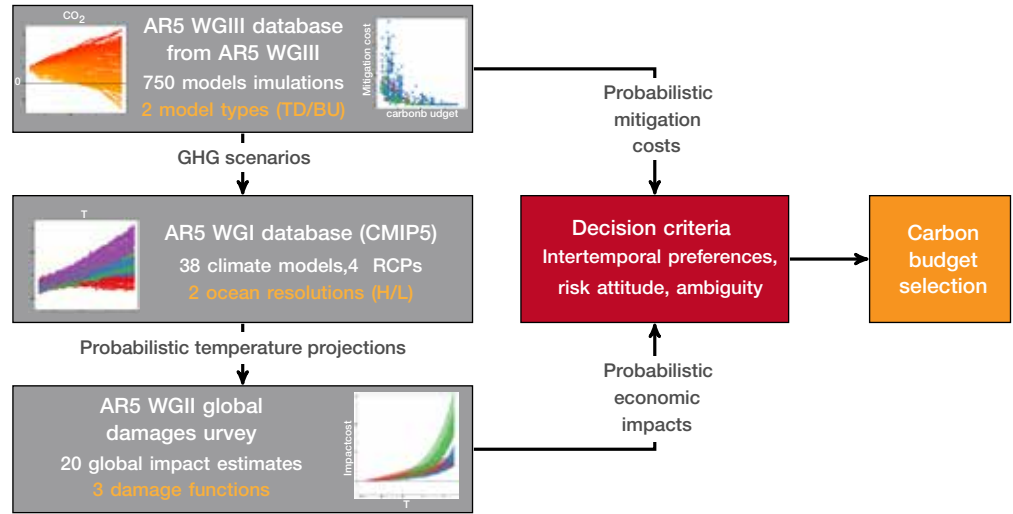 CO2
0
AR5 WGIII database
from AR5 WGIII
750 models imulations
2 model types (TD/BU)
Mitigation cost
carbonb udget
GHG scenarios
T
AR5 WGI database (CMIP5)
38 climate models,4 RCPs
2 ocean resolutions (H/L)
Probabilistic temperature projections
AR5 WGII global
damages urvey
20 global impact estimates
3 damage functions
Impactcost
T
Probabilistic
mitigation
costs
Decision criteria
Intertemporal preferences,
risk attitude, ambiguity
Probabilistic
economic
impacts
Carbon
budget
selection